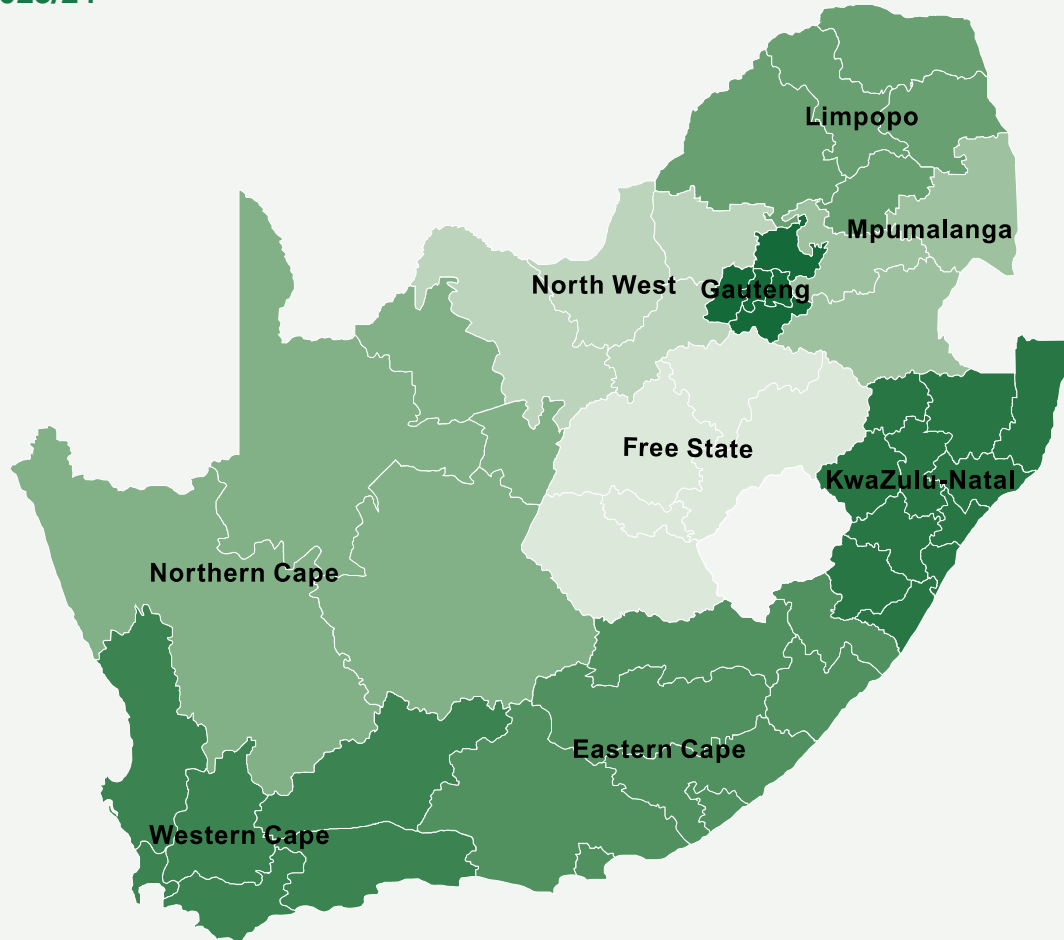 Limpopo
Mpumalanga
North West
Gauteng
Free State
KwaZulu-Natal
Northern Cape
Eastern Cape
Western Cape